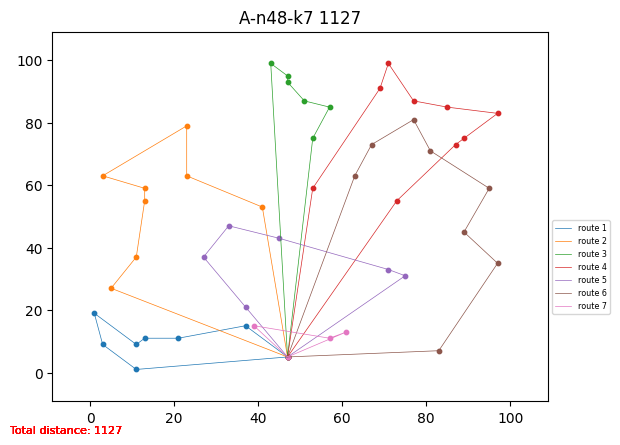 A-n48-k7 1127
100
80
60
40
20
0
0 20 40 60 80 100
route 1
route 2
route 3
route 4
route 5
route 6
route 7
Total distance: 1127